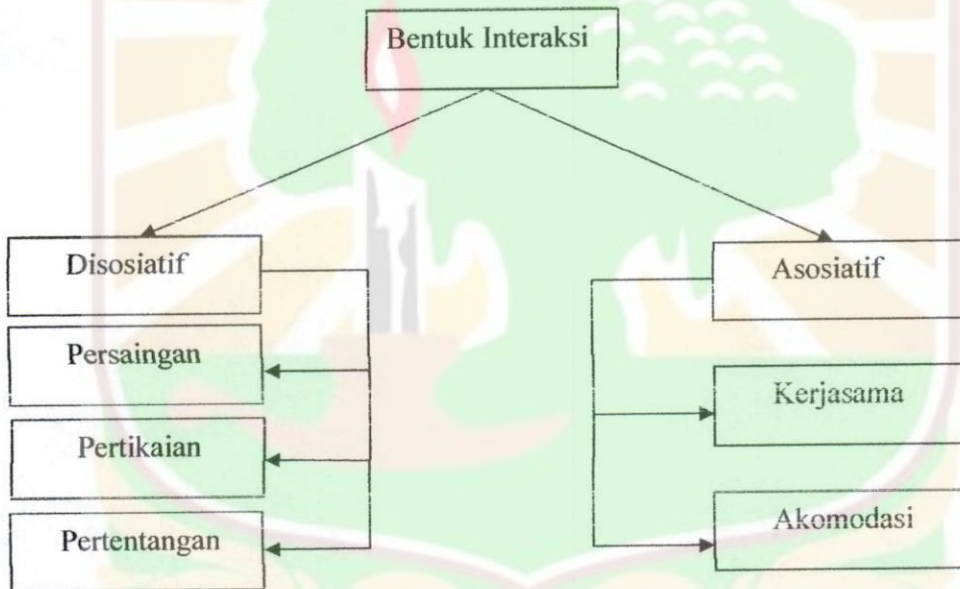 Bentuk Interaksi
Disosiatif
Asosiatif
Persaingan
Kerjasama
Pertikaian
Akomodasi
Pertentangan